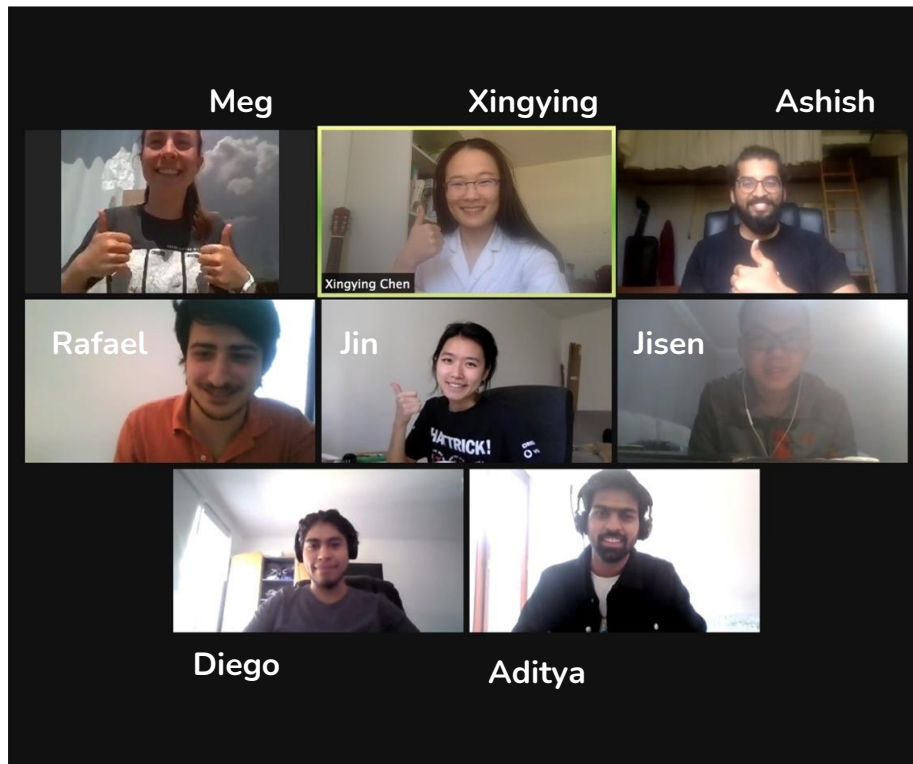 Meg
Xingying
Ashish
Xingying Chen
Rafael
Jin
Jisen
HATTRICK!
Diego
Aditya